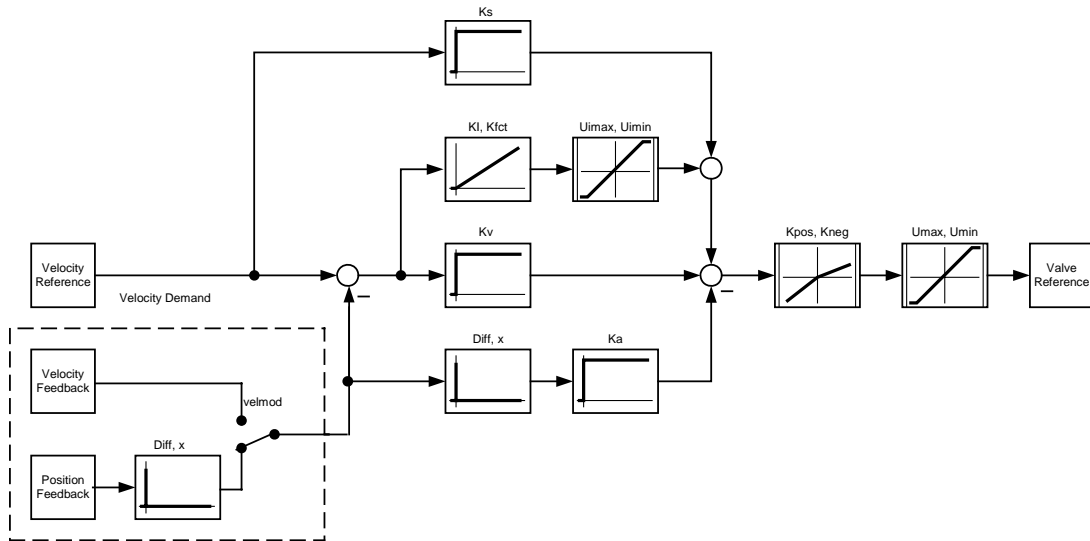 Ks
KI, Kfct
Uimax, Uimin
Kv
Kpos, Kneg
Umax, Umin
Velocity
Reference
Velocity Demand
Valve
Reference
Diff, x
Ka
Velocity
Feedback
velmod
Diff, x
Position
Feedback